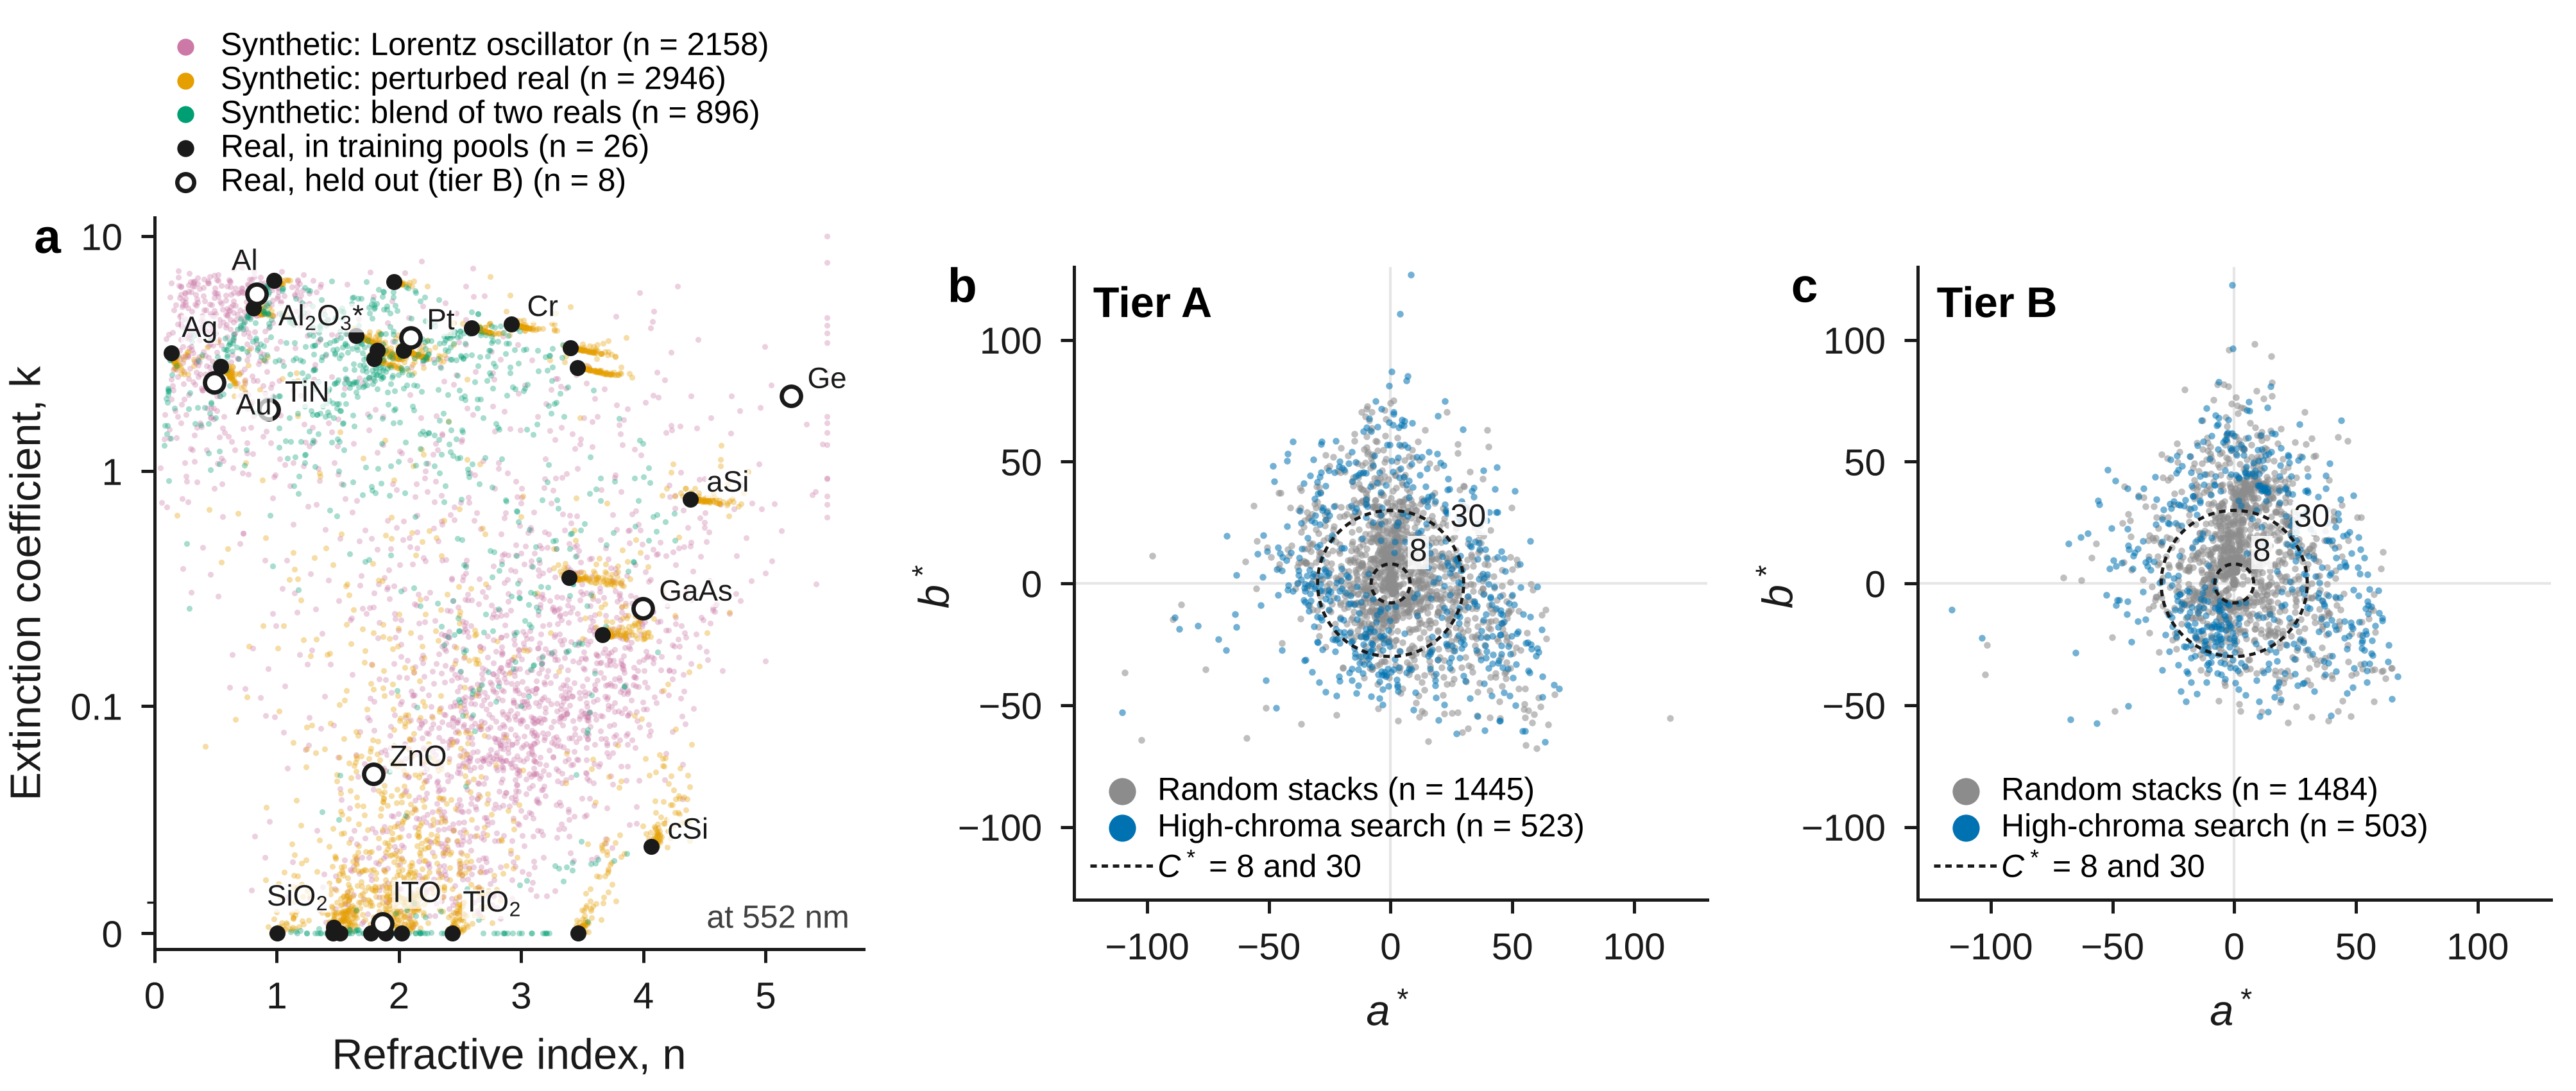 Synthetic: Lorentz oscillator (n = 2158)
Synthetic: perturbed real (n = 2946)
Synthetic: blend of two reals (n = 896)
Real, in training pools (n = 26)
Real, held out (tier B) (n = 8)
a
10
1
0.1
0
Extinction coefficient, k
Al
Al₂O₃*
Ag
Pt
Cr
TiN
Au
Ge
aSi
GaAs
ZnO
cSi
SiO₂
ITO
TiO₂
at 552 nm
0 1 2 3 4 5
Refractive index, n
b
Tier A
100
50
0
−50
−100
b*
30
8
Random stacks (n = 1445)
High-chroma search (n = 523)
C* = 8 and 30
−100 −50 0 50 100
a*
c
Tier B
100
50
0
−50
−100
b*
30
8
Random stacks (n = 1484)
High-chroma search (n = 503)
C* = 8 and 30
−100 −50 0 50 100
a*